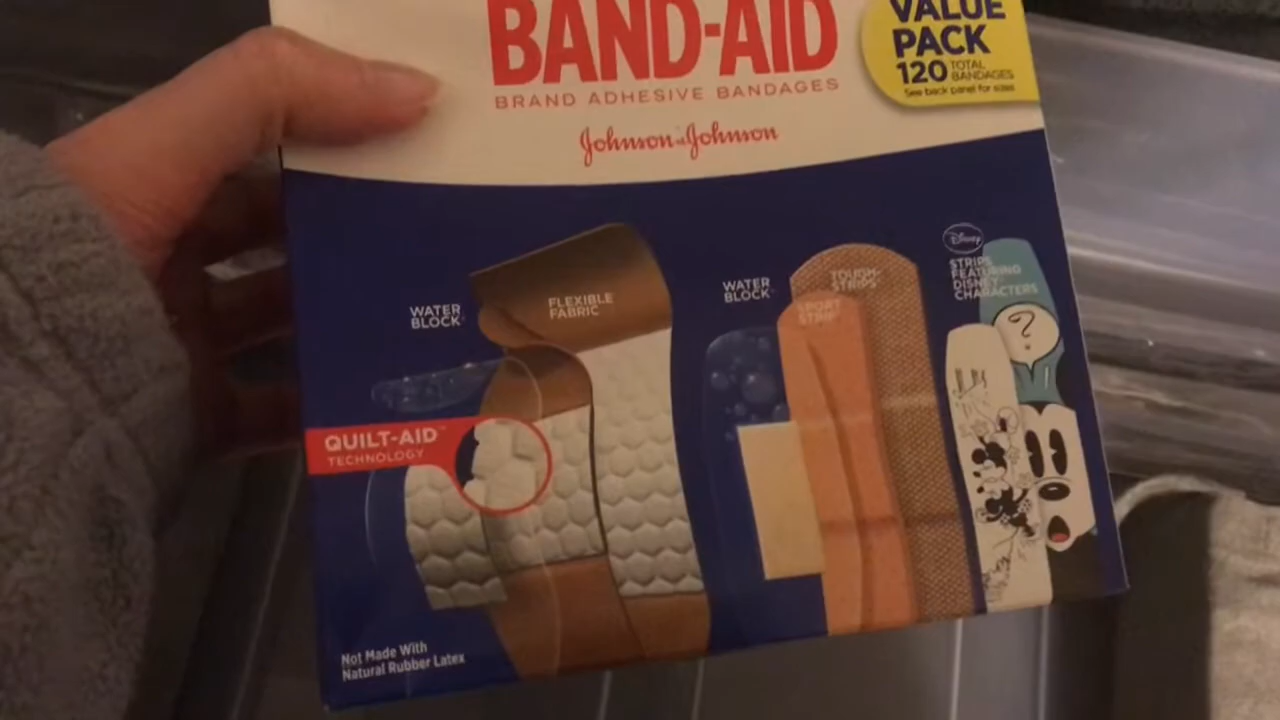 BAND-AID
BRAND ADHESIVE BANDAGES
Johnson & Johnson
VALUE
PACK
120 TOTAL
BANDAGES
See back panel for sizes
WATER
BLOCK
FLEXIBLE
FABRIC
QUILT-AID™
TECHNOLOGY
WATER
BLOCK
TOUGH-
STRIPS
SPORT
STRIP
Disney
STRIPS
FEATURING
DISNEY
CHARACTERS
?
Not Made With
Natural Rubber Latex